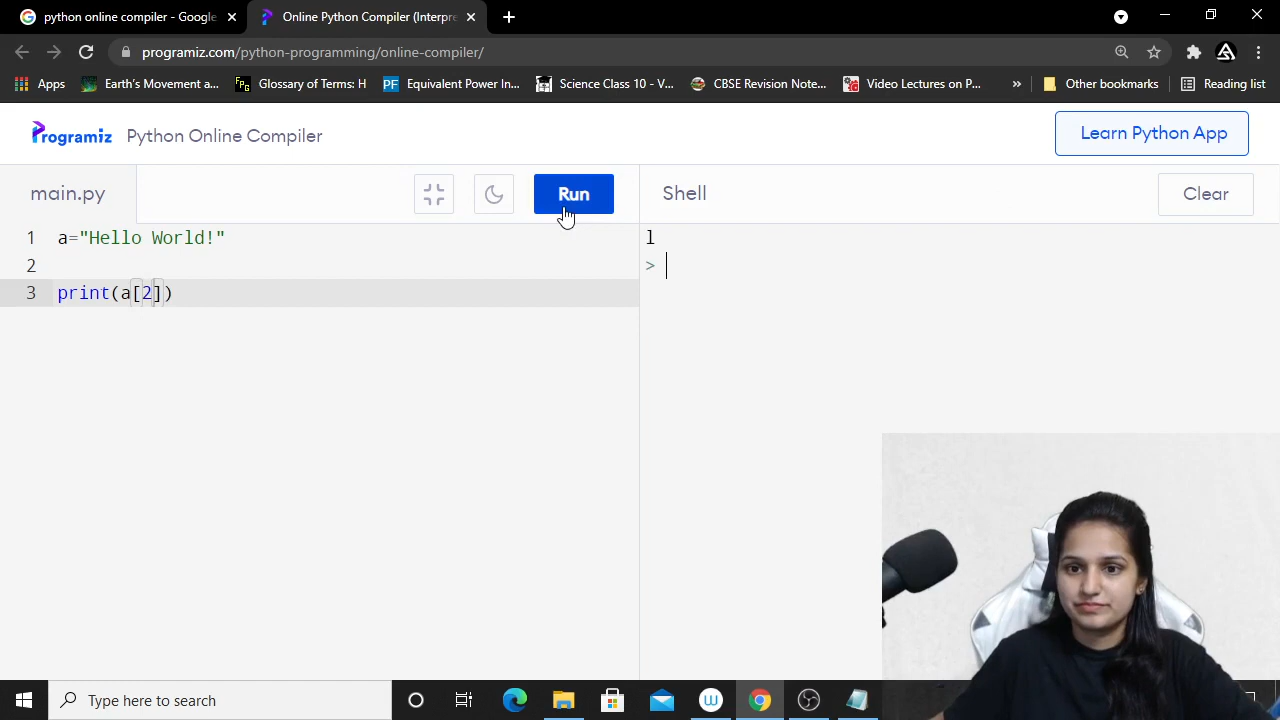 python online compiler - Google
Online Python Compiler (Interpre
programiz.com/python-programming/online-compiler/
Apps
Earth's Movement a...
FPg
Glossary of Terms: H
PF
Equivalent Power In...
Science Class 10 - V...
CBSE Revision Note...
Video Lectures on P...
»
Other bookmarks
Reading list
Programiz
Python Online Compiler
Learn Python App
main.py
Run
Shell
Clear
1 a="Hello World!"
2
3 print(a[2])
l
>
Type here to search